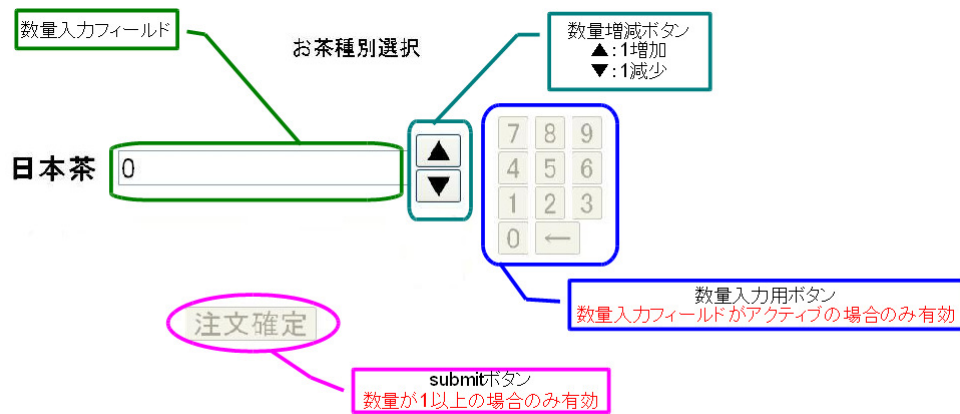 数量入力フィールド
お茶種別選択
数量増減ボタン
▲:1増加
▼:1減少
日本茶
0
▲
▼
7 8 9
4 5 6
1 2 3
0 ←
数量入力用ボタン
数量入力フィールドがアクティブの場合のみ有効
注文確定
submitボタン
数量が1以上の場合のみ有効